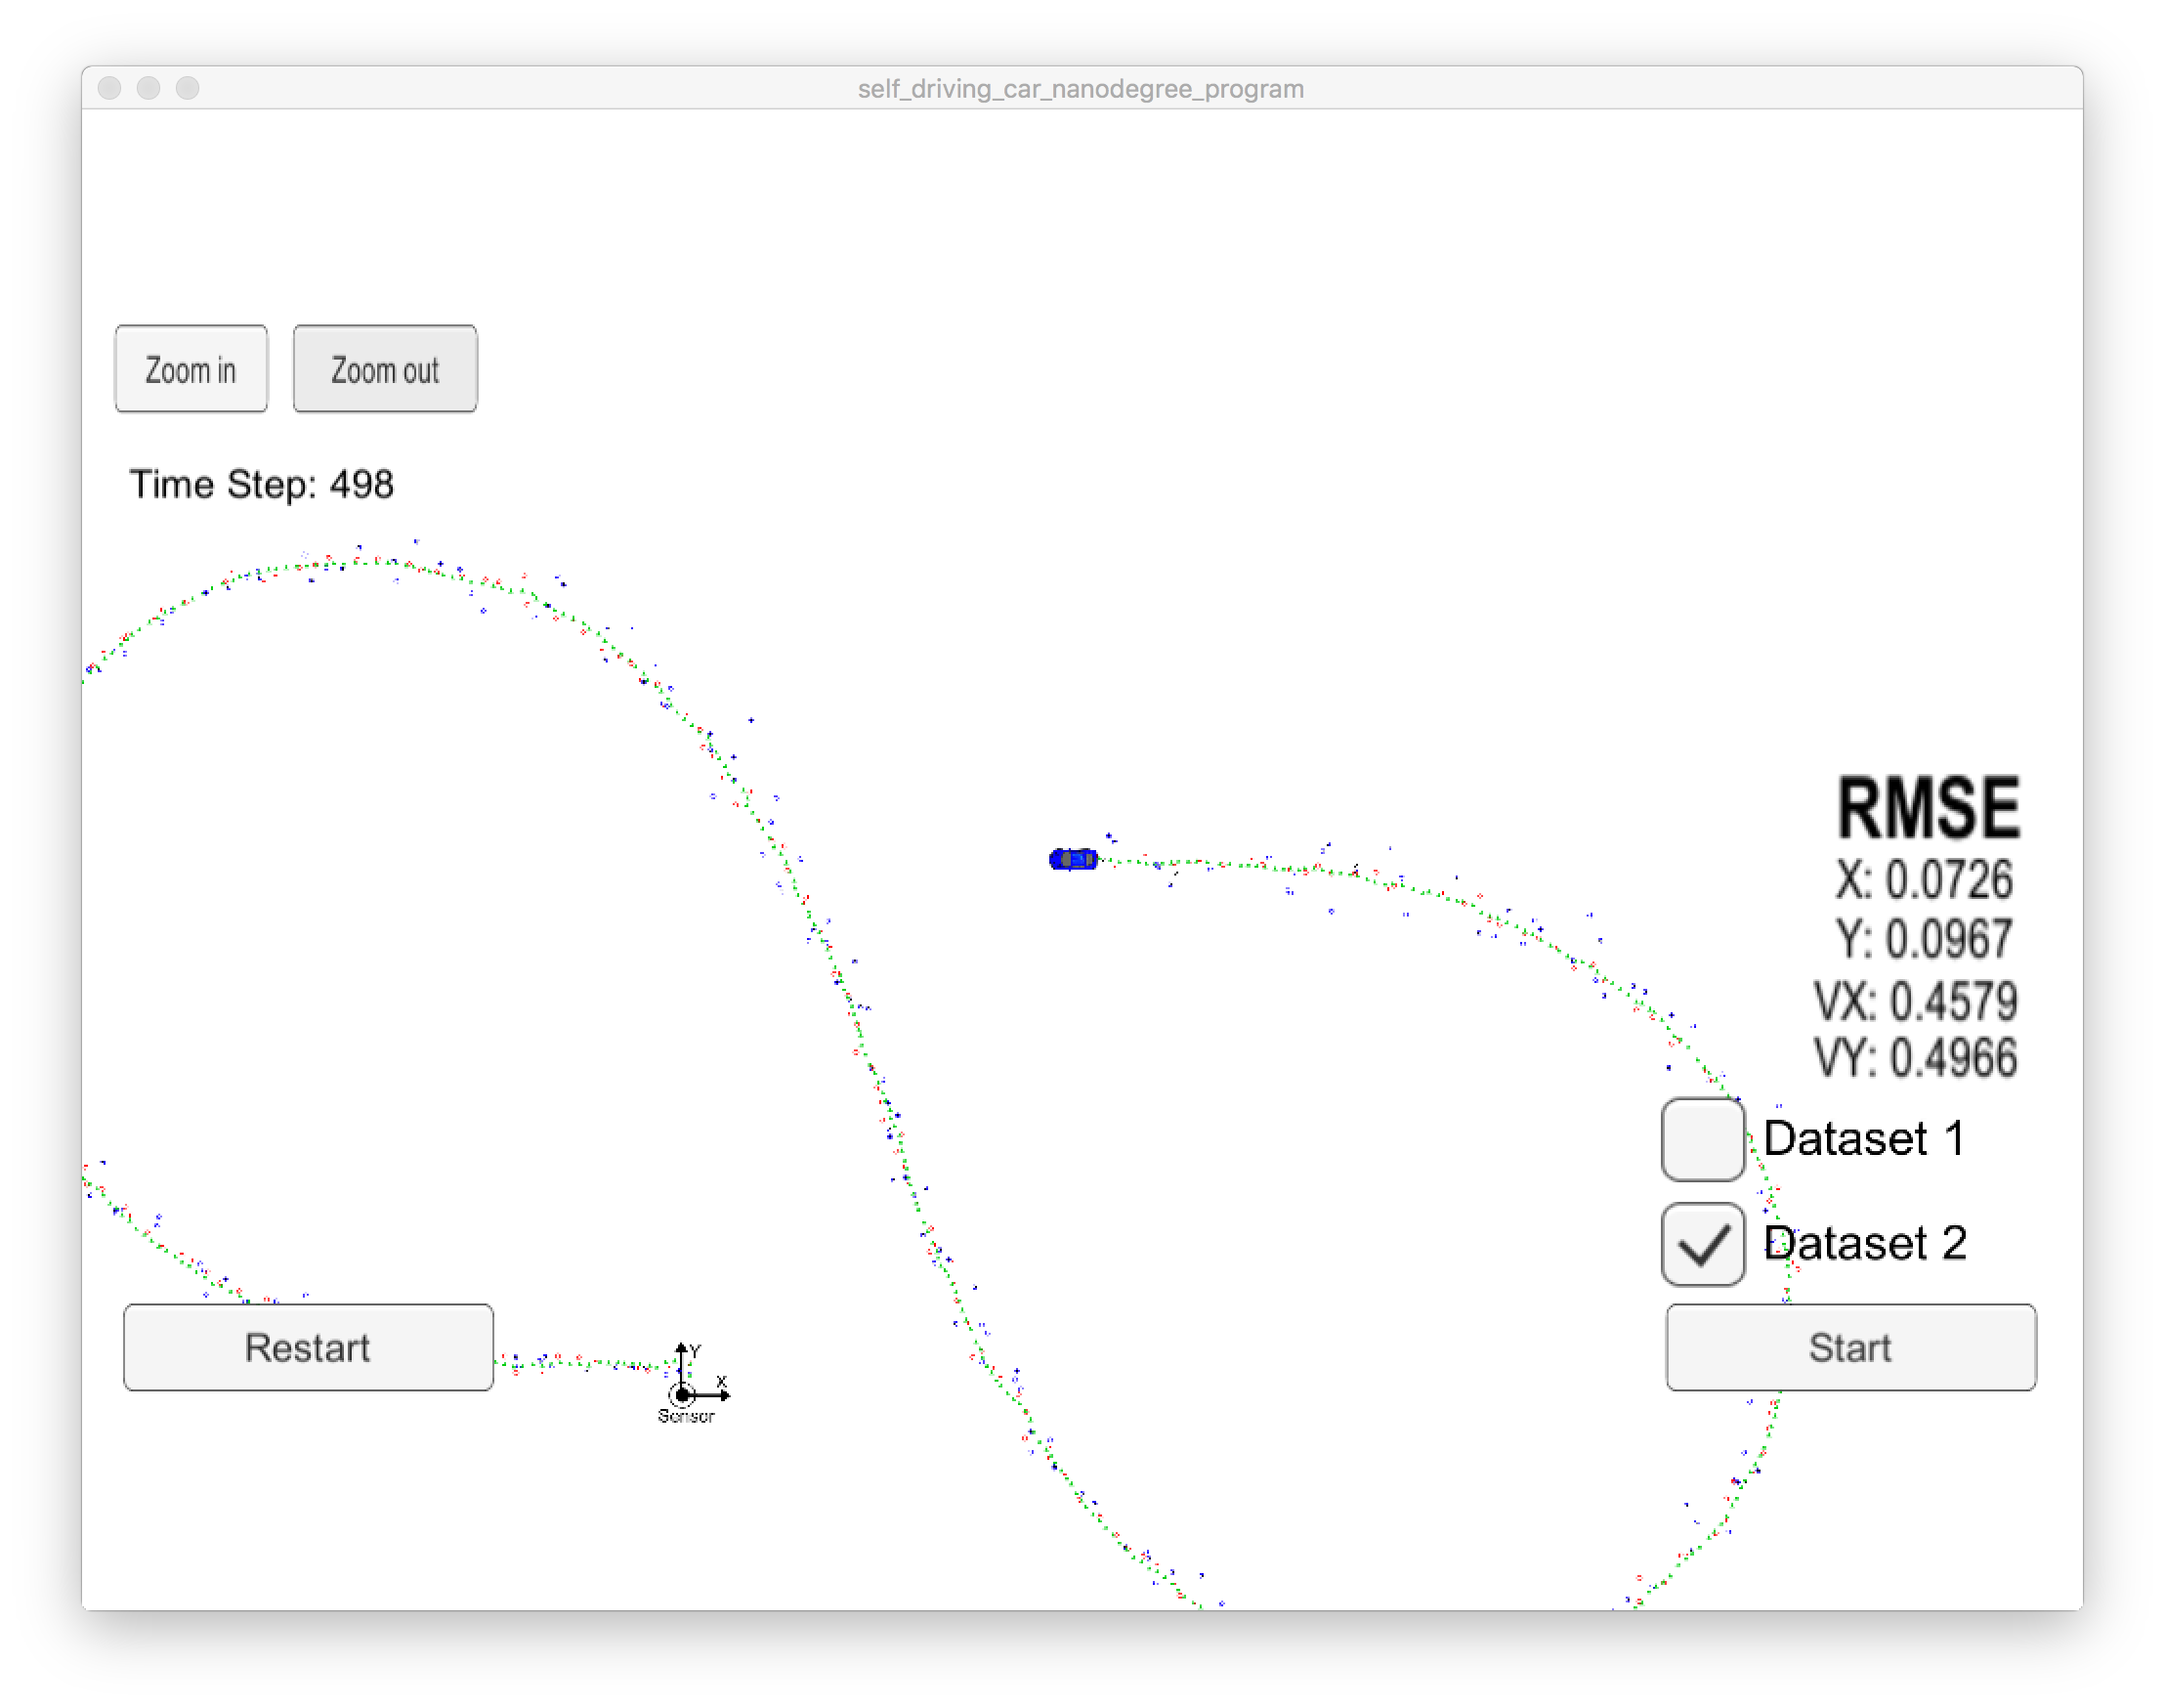 self_driving_car_nanodegree_program
Zoom in
Zoom out
Time Step: 498
RMSE
X: 0.0726
Y: 0.0967
VX: 0.4579
VY: 0.4966
Dataset 1
Dataset 2
Restart
Y
X
Sensor
Start